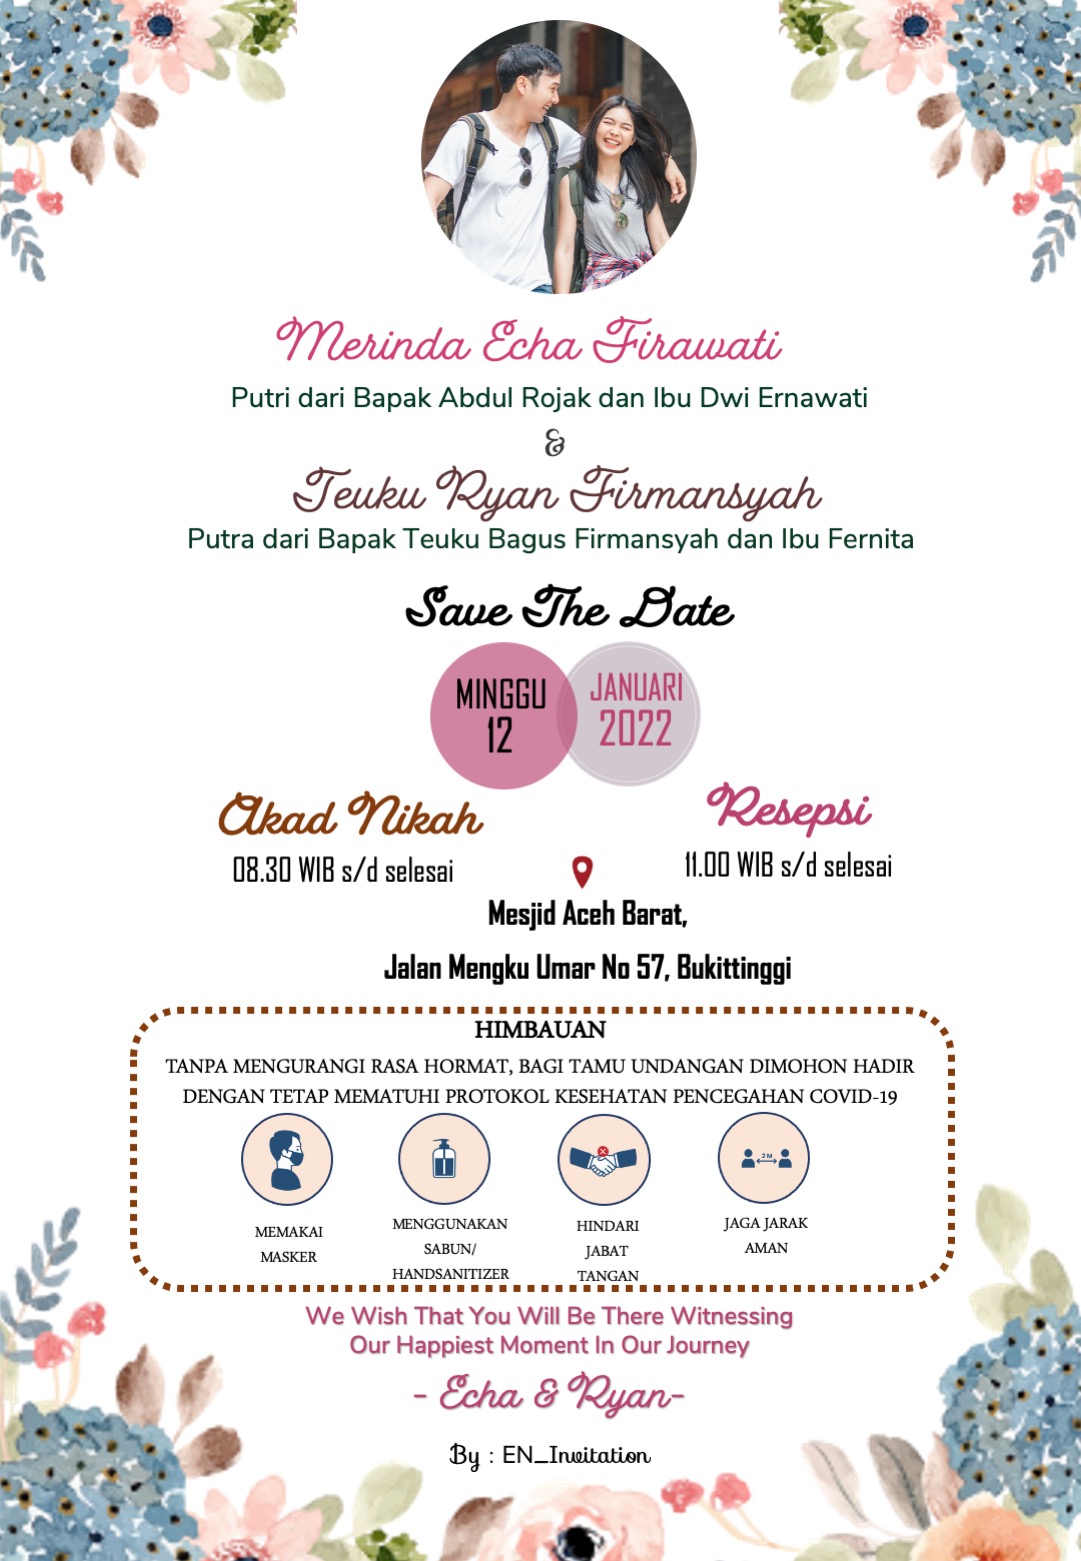 Merinda Echa Firawati
Putri dari Bapak Abdul Rojak dan Ibu Dwi Ernawati
&
Teuku Ryan Firmansyah
Putra dari Bapak Teuku Bagus Firmansyah dan Ibu Fernita
Save The Date
MINGGU
12
JANUARI
2022
Akad Nikah
08.30 WIB s/d selesai
Resepsi
11.00 WIB s/d selesai
Mesjid Aceh Barat,
Jalan Mengku Umar No 57, Bukittinggi
HIMBAUAN
TANPA MENGURANGI RASA HORMAT, BAGI TAMU UNDANGAN DIMOHON HADIR
DENGAN TETAP MEMATUHI PROTOKOL KESEHATAN PENCEGAHAN COVID-19
2 M
MEMAKAI
MASKER
MENGGUNAKAN
SABUN/
HANDSANITIZER
HINDARI
JABAT
TANGAN
JAGA JARAK
AMAN
We Wish That You Will Be There Witnessing
Our Happiest Moment In Our Journey
- Echa & Ryan-
By : EN_Invitation